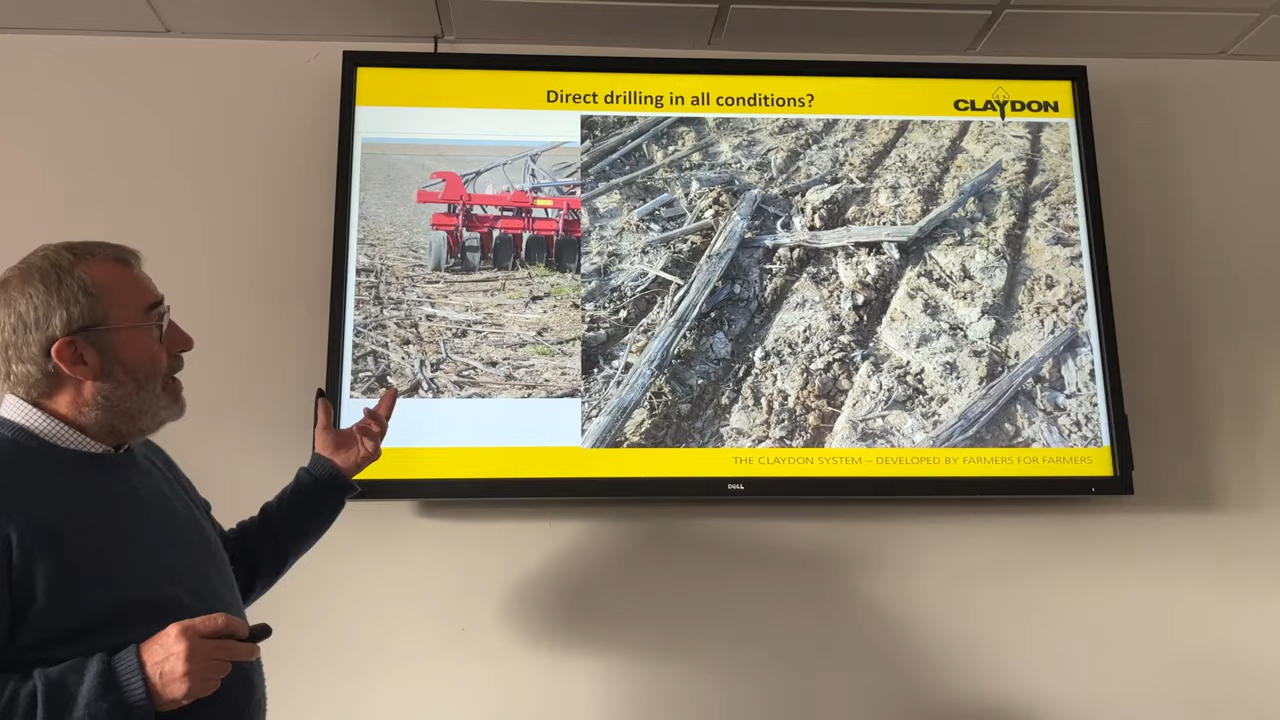 Direct drilling in all conditions?
CLAYDON
THE CLAYDON SYSTEM – DEVELOPED BY FARMERS FOR FARMERS
DELL